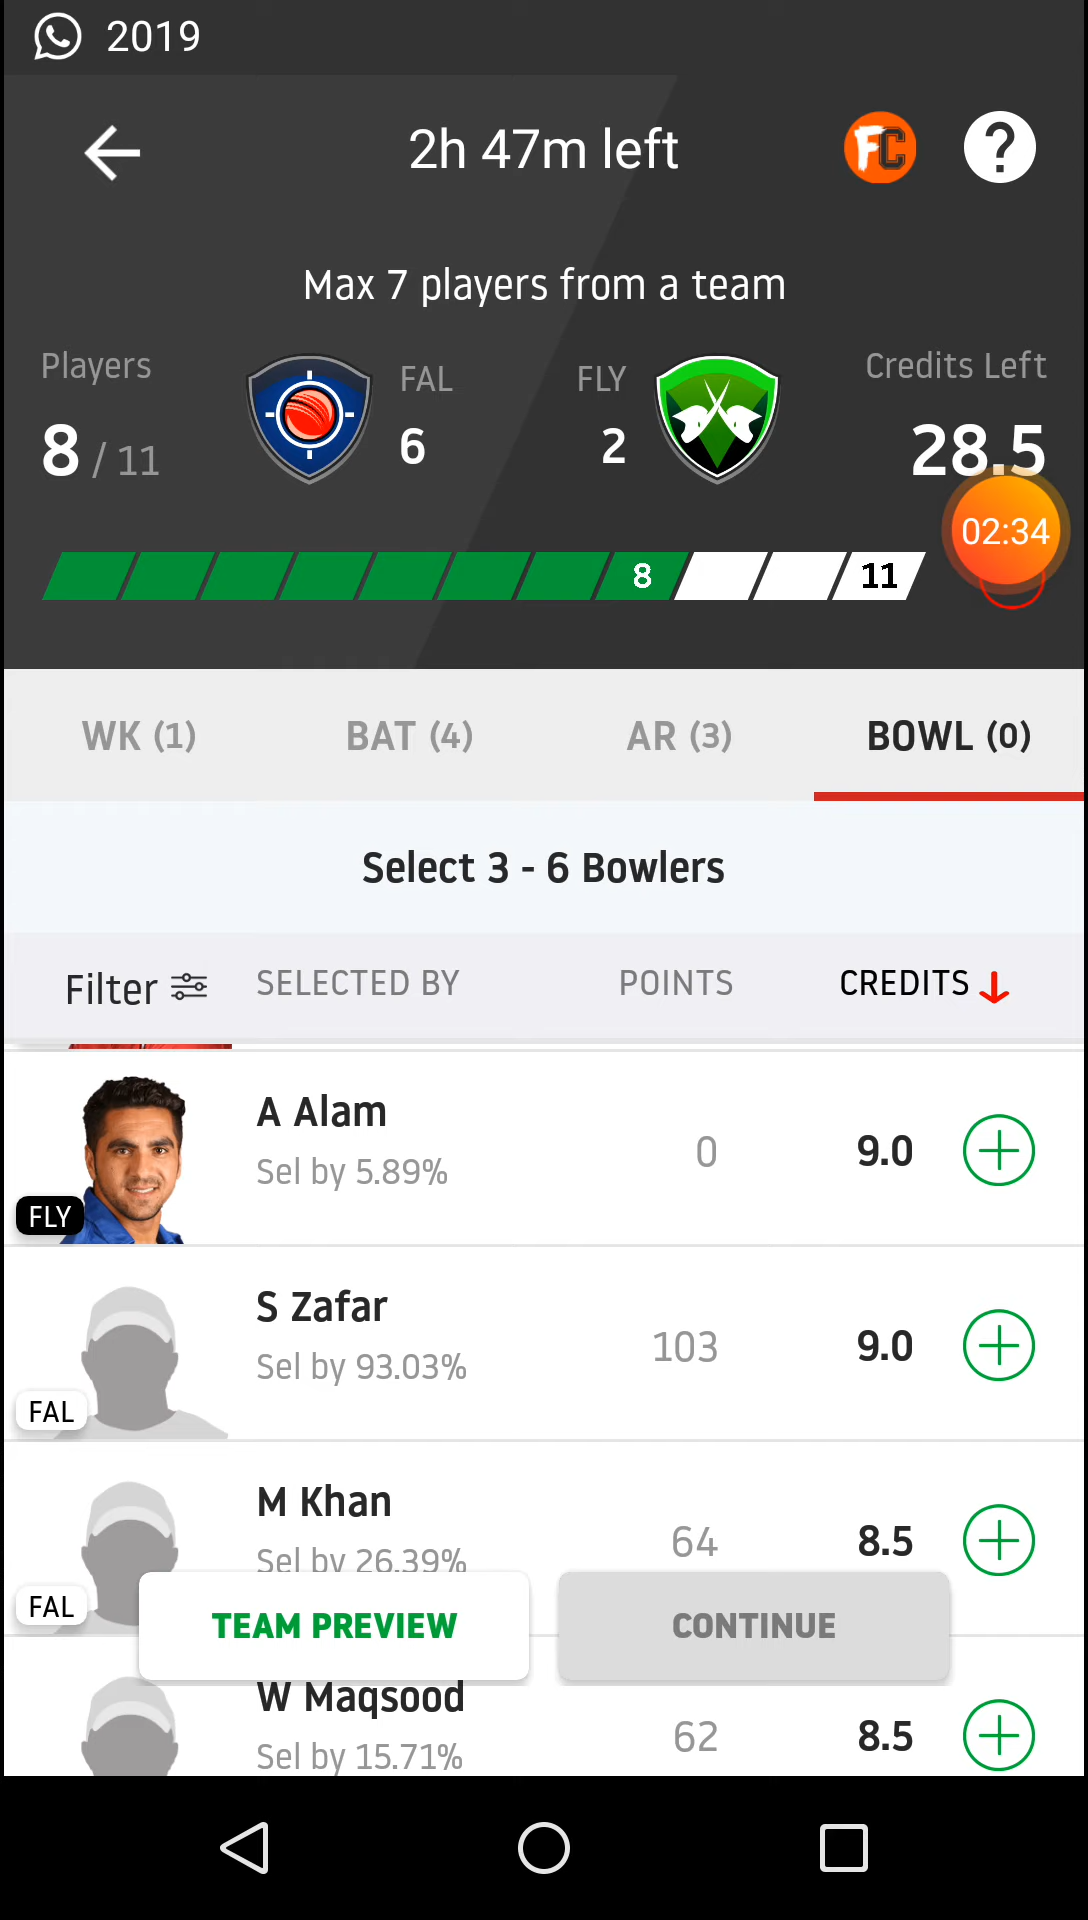 2019
2h 47m left
FC
?
Max 7 players from a team
Players
FAL
FLY
Credits Left
8 / 11
6
2
28.5
02:34
8
11
WK (1)
BAT (4)
AR (3)
BOWL (0)
Select 3 - 6 Bowlers
Filter
SELECTED BY
POINTS
CREDITS
A Alam
Sel by 5.89%
0
9.0
FLY
S Zafar
Sel by 93.03%
103
9.0
FAL
M Khan
Sel by 26.39%
64
8.5
FAL
TEAM PREVIEW
CONTINUE
W Maqsood
Sel by 15.71%
62
8.5